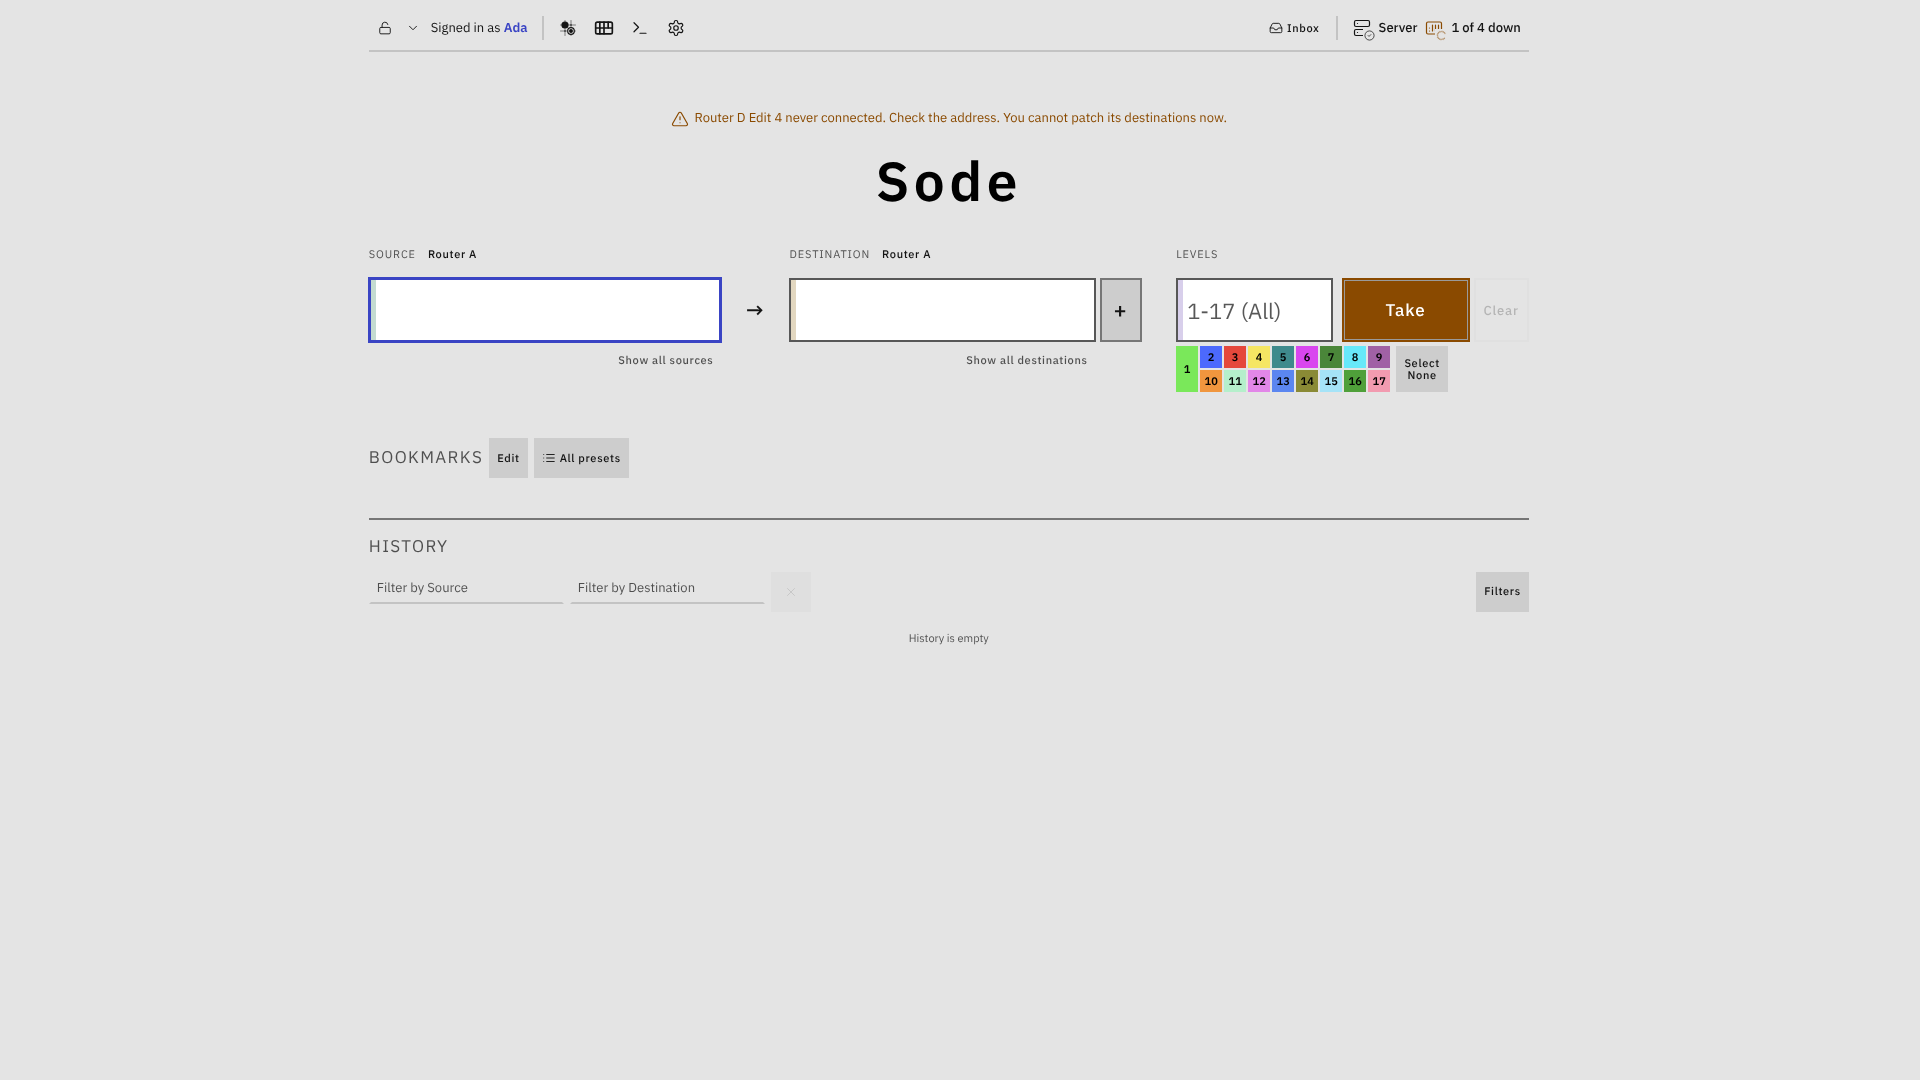 Signed in as Ada
Inbox
Server
1 of 4 down
Router D Edit 4 never connected. Check the address. You cannot patch its destinations now.
Sode
SOURCE Router A
DESTINATION Router A
LEVELS
+
1-17 (All)
Take
Clear
Show all sources
Show all destinations
1 2 3 4 5 6 7 8 9
10 11 12 13 14 15 16 17
Select
None
BOOKMARKS
Edit
All presets
HISTORY
Filter by Source
Filter by Destination
Filters
History is empty